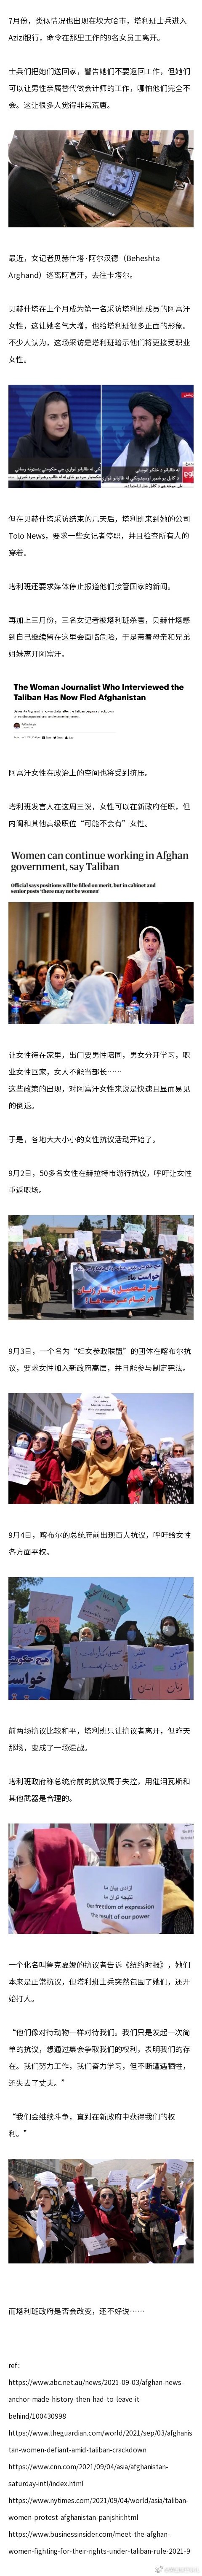 7月份，类似情况也出现在坎大哈市，塔利班士兵进入
Azizi银行，命令在那里工作的9名女员工离开。
士兵们把她们送回家，警告她们不要返回工作，但她们
可以让男性亲属替代做会计师的工作，哪怕他们完全不
会。这让很多人觉得非常荒唐。
最近，女记者贝赫什塔·阿尔汉德（Beheshta
Arghand）逃离阿富汗，去往卡塔尔。
贝赫什塔在上个月成为第一名采访塔利班成员的阿富汗
女性，这让她名气大增，也给塔利班很多正面的形象。
不少人认为，这场采访是塔利班暗示他们将更接受职业
女性。
但在贝赫什塔采访结束的几天后，塔利班来到她的公司
Tolo News，要求一些女记者停职，并且检查所有人的
穿着。
塔利班还要求媒体停止报道他们接管国家的新闻。
再加上三月份，三名女记者被塔利班杀害，贝赫什塔感
到自己继续留在这里会面临危险，于是带着母亲和兄弟
姐妹离开阿富汗。
The Woman Journalist Who Interviewed the
Taliban Has Now Fled Afghanistan
阿富汗女性在政治上的空间也将受到挤压。
塔利班发言人在这周三说，女性可以在新政府任职，但
内阁和其他高级职位“可能不会有”女性。
Women can continue working in Afghan
government, say Taliban
Official says positions will be filled on merit, but in cabinet and
senior posts ‘there may not be women’
让女性待在家里，出门要男性陪同，男女分开学习，职
业女性回家，女人不能当部长……
这些政策的出现，对阿富汗女性来说是快速且显而易见
的倒退。
于是，各地大大小小的女性抗议活动开始了。
9月2日，50多名女性在赫拉特市游行抗议，呼吁让女性
重返职场。
9月3日，一个名为“妇女参政联盟”的团体在喀布尔抗
议，要求女性加入新政府高层，并且能参与制定宪法。
9月4日，喀布尔的总统府前出现百人抗议，呼吁给女性
各方面平权。
前两场抗议比较和平，塔利班只让抗议者离开，但昨天
那场，变成了一场混战。
塔利班政府称总统府前的抗议属于失控，用催泪瓦斯和
其他武器是合理的。
آزادی بیان ما
نتیجه توان ما
Our freedom of expression
The result of our power
一个化名叫鲁克夏娜的抗议者告诉《纽约时报》，她们
本来是正常抗议，但塔利班士兵突然包围了她们，还开
始打人。
“他们像对待动物一样对待我们。我们只是发起一次简
单的抗议，想通过集会争取我们的权利，表明我们的存
在。我们努力工作，我们奋力学习，但不断遭遇牺牲，
还失去了丈夫。”
“我们会继续斗争，直到在新政府中获得我们的权
利。”
而塔利班政府是否会改变，还不好说……
ref：
https://www.abc.net.au/news/2021-09-03/afghan-news-
anchor-made-history-then-had-to-leave-it-
behind/100430998
https://www.theguardian.com/world/2021/sep/03/afghanis
tan-women-defiant-amid-taliban-crackdown
https://www.cnn.com/2021/09/04/asia/afghanistan-
saturday-intl/index.html
https://www.nytimes.com/2021/09/04/world/asia/taliban-
women-protest-afghanistan-panjshir.html
https://www.businessinsider.com/meet-the-afghan-
women-fighting-for-their-rights-under-taliban-rule-2021-9